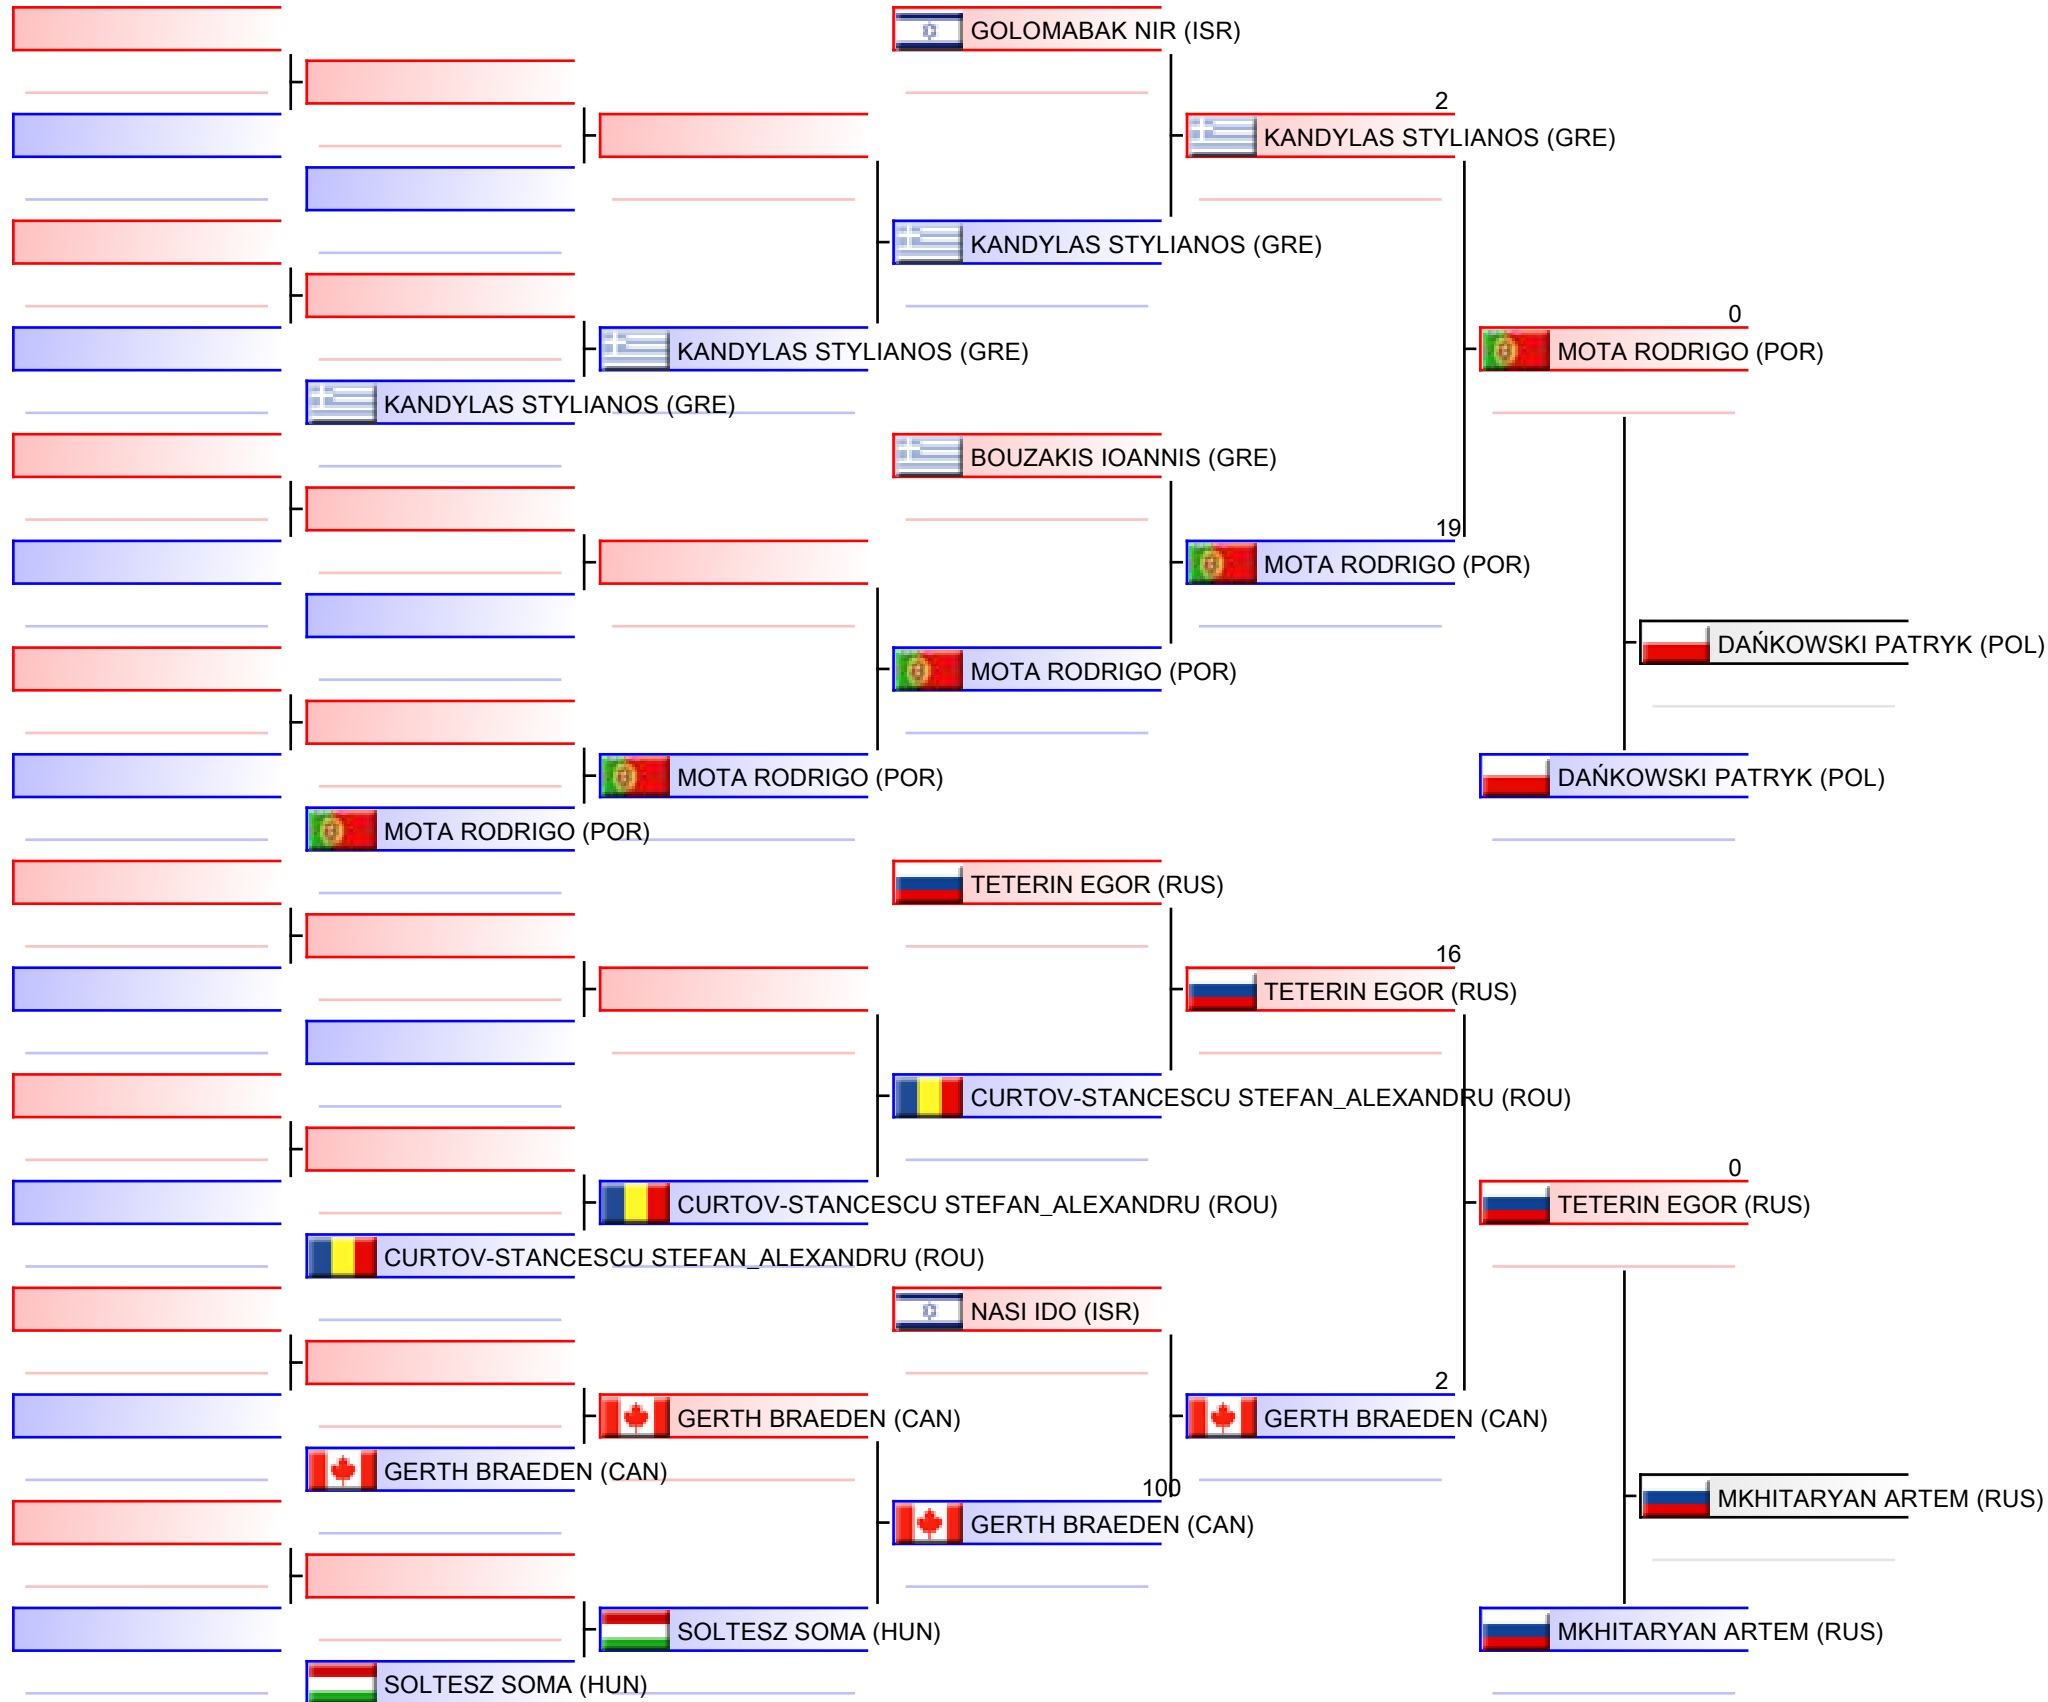 GOLOMABAK NIR (ISR)
2
KANDYLAS STYLIANOS (GRE)
KANDYLAS STYLIANOS (GRE)
0
KANDYLAS STYLIANOS (GRE)
MOTA RODRIGO (POR)
KANDYLAS STYLIANOS (GRE)
BOUZAKIS IOANNIS (GRE)
19
MOTA RODRIGO (POR)
DAŃKOWSKI PATRYK (POL)
MOTA RODRIGO (POR)
MOTA RODRIGO (POR)
DAŃKOWSKI PATRYK (POL)
MOTA RODRIGO (POR)
TETERIN EGOR (RUS)
16
TETERIN EGOR (RUS)
CURTOV-STANCESCU STEFAN_ALEXANDRU (ROU)
0
CURTOV-STANCESCU STEFAN_ALEXANDRU (ROU)
TETERIN EGOR (RUS)
CURTOV-STANCESCU STEFAN_ALEXANDRU (ROU)
NASI IDO (ISR)
2
GERTH BRAEDEN (CAN)
GERTH BRAEDEN (CAN)
GERTH BRAEDEN (CAN)
100
MKHITARYAN ARTEM (RUS)
GERTH BRAEDEN (CAN)
SOLTESZ SOMA (HUN)
MKHITARYAN ARTEM (RUS)
SOLTESZ SOMA (HUN)